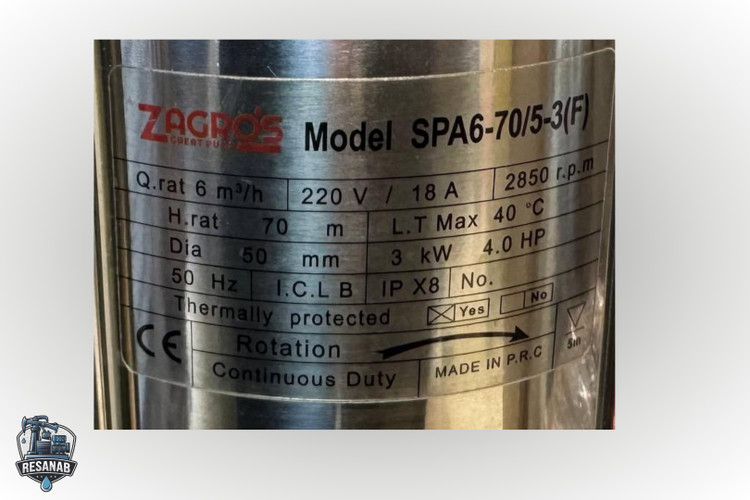 ZAGROS Model SPA6-70/5-3(F)
GREAT PUMP
Q.rat 6 m³/h 220 V / 18 A 2850 r.p.m
H.rat 70 m L.T Max 40 °C
Dia 50 mm 3 kW 4.0 HP
50 Hz I.C.L B IP X8 No.
Thermally protected Yes No
CE Rotation 5m
Continuous Duty MADE IN P.R.C
RESANAB